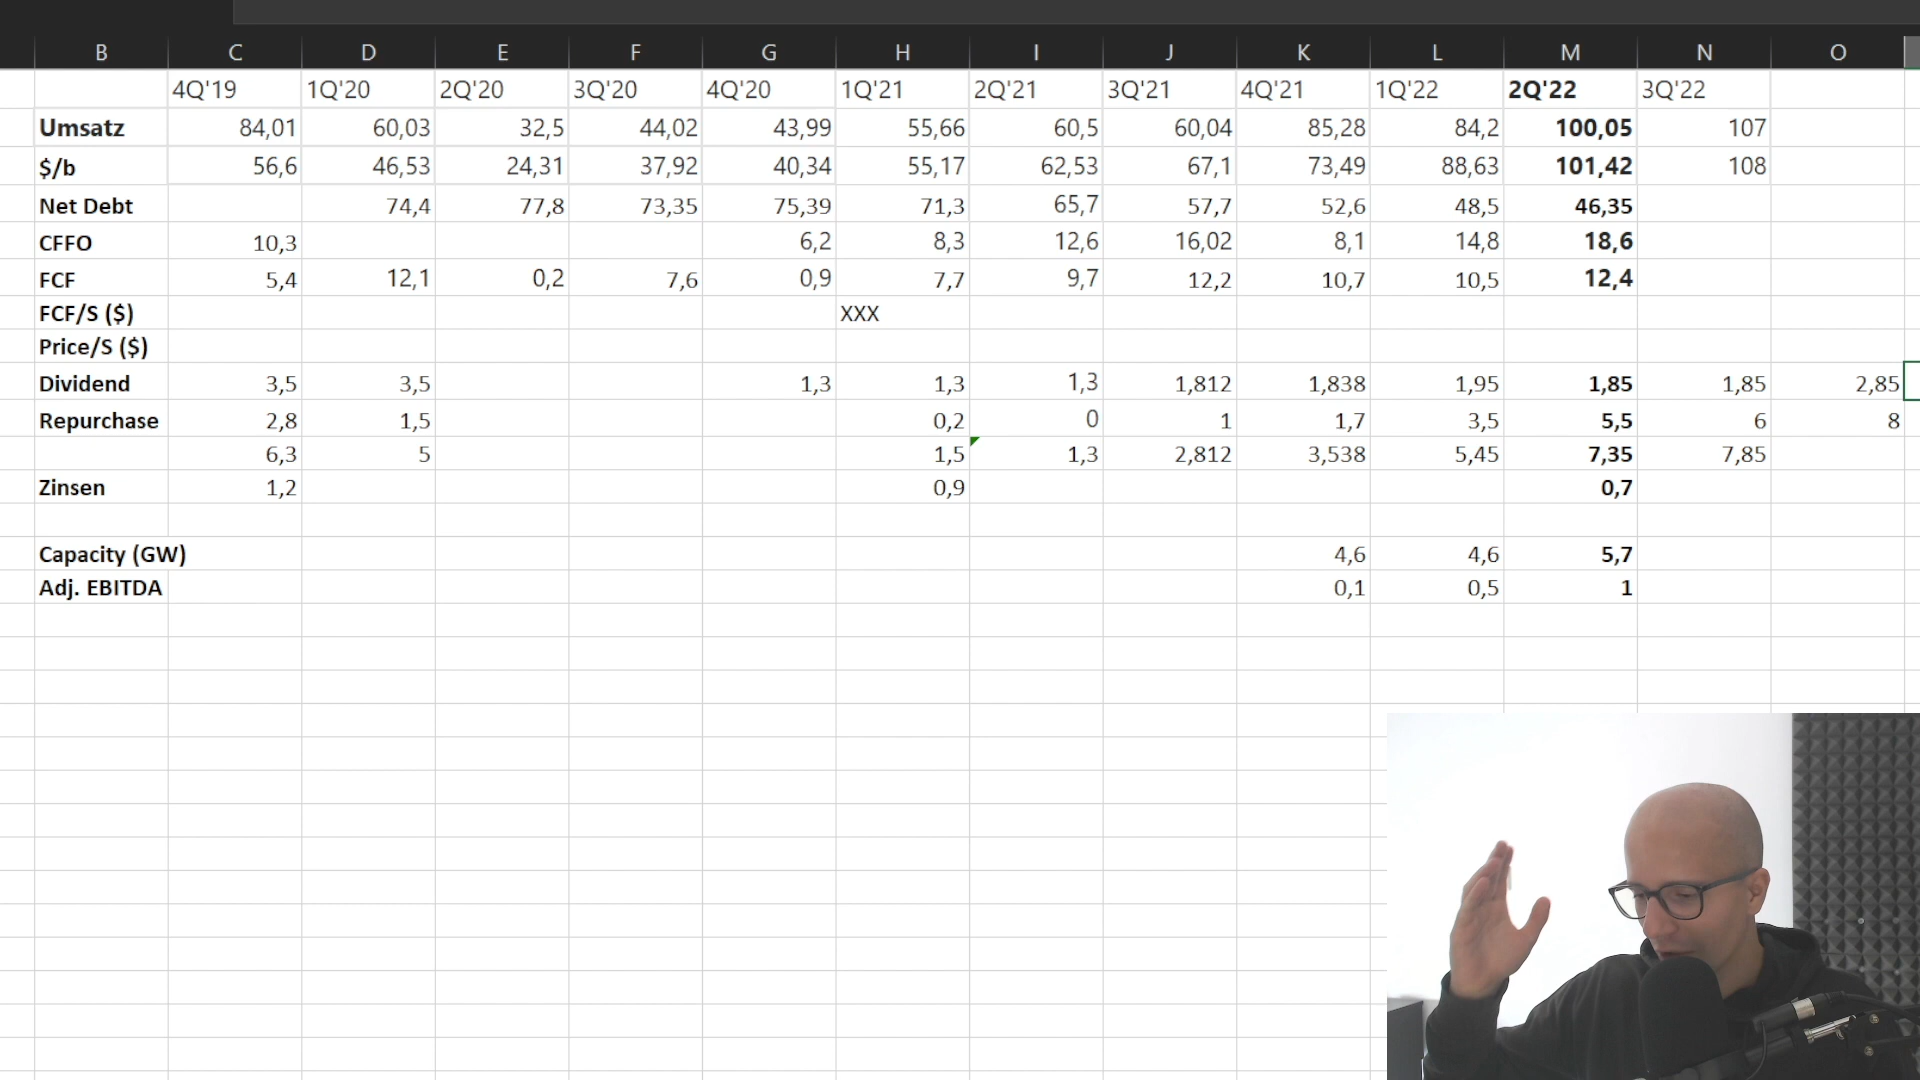 B C D E F G H I J K L M N O
4Q'19 1Q'20 2Q'20 3Q'20 4Q'20 1Q'21 2Q'21 3Q'21 4Q'21 1Q'22 2Q'22 3Q'22
Umsatz 84,01 60,03 32,5 44,02 43,99 55,66 60,5 60,04 85,28 84,2 100,05 107
$/b 56,6 46,53 24,31 37,92 40,34 55,17 62,53 67,1 73,49 88,63 101,42 108
Net Debt 74,4 77,8 73,35 75,39 71,3 65,7 57,7 52,6 48,5 46,35
CFFO 10,3 6,2 8,3 12,6 16,02 8,1 14,8 18,6
FCF 5,4 12,1 0,2 7,6 0,9 7,7 9,7 12,2 10,7 10,5 12,4
FCF/S ($) XXX
Price/S ($)
Dividend 3,5 3,5 1,3 1,3 1,3 1,812 1,838 1,95 1,85 1,85 2,85
Repurchase 2,8 1,5 0,2 0 1 1,7 3,5 5,5 6 8
6,3 5 1,5 1,3 2,812 3,538 5,45 7,35 7,85
Zinsen 1,2 0,9 0,7
Capacity (GW) 4,6 4,6 5,7
Adj. EBITDA 0,1 0,5 1